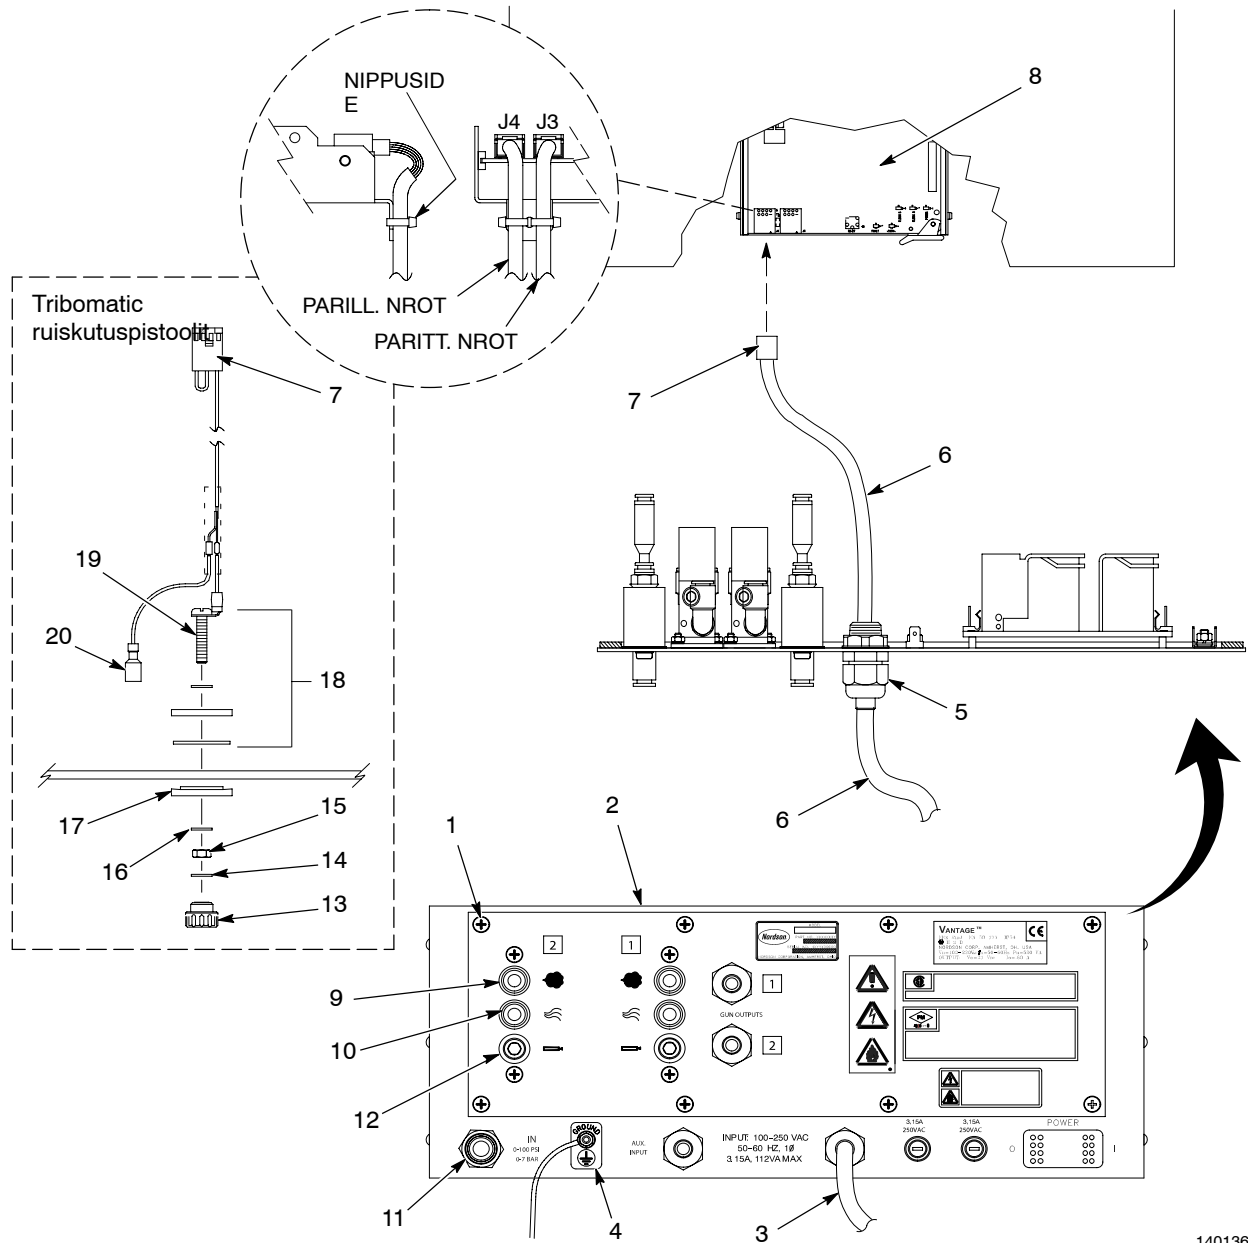 NIPPUSID
E
J4 J3
8
PARILL. NROT
PARITT. NROT
Tribomatic
ruiskutuspistoolit
7
7
6
19
20
18
5
17
15
16
14
13
6
1
2
2
1
Nordson
VANTAGE™
CE
9
1
10
GUN OUTPUTS
2
12
IN
0-100 PSI
0-7 BAR
GROUND
AUX.
INPUT
INPUT: 100-250 VAC
50-60 HZ, 1Ø
3.15A, 112VA MAX
3,15A
250VAC
3,15A
250VAC
POWER
O
I
11
4
3
140136